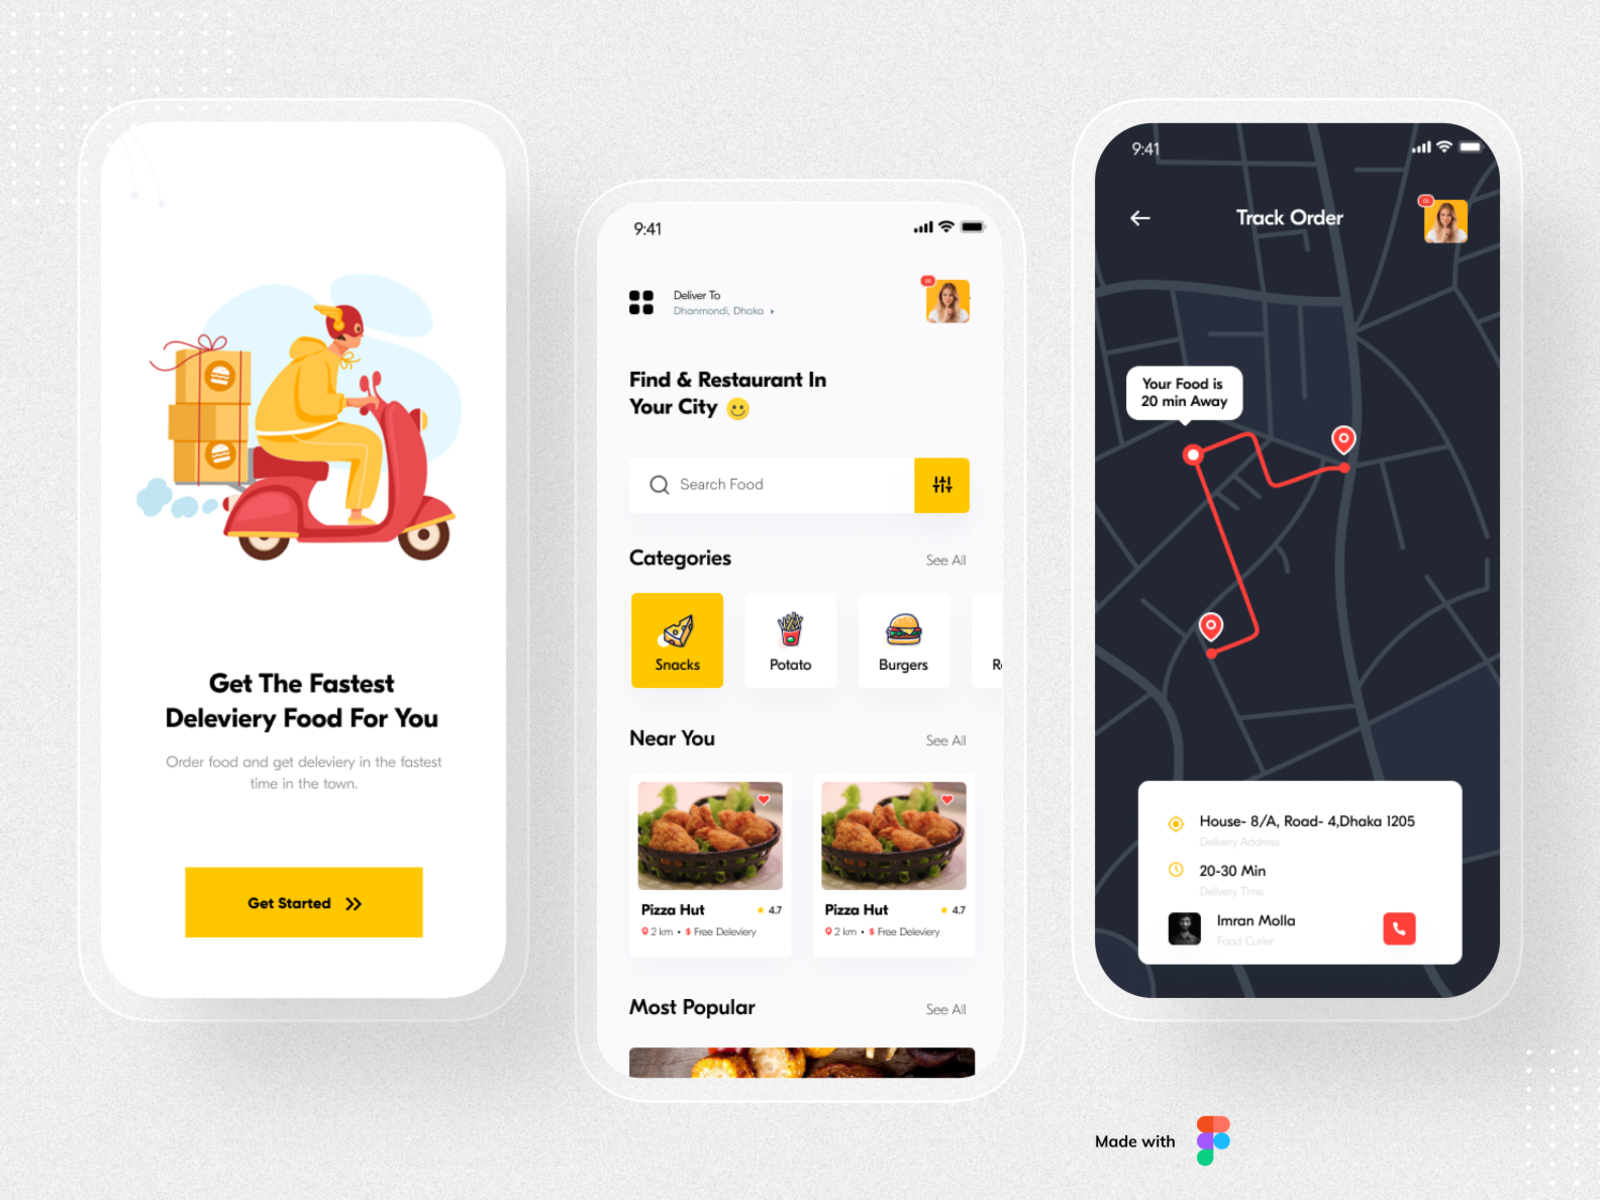 Get The Fastest
Deleviery Food For You
Order food and get deleviery in the fastest
time in the town.
Get Started
9:41
Deliver To
Dhanmondi, Dhaka
Find & Restaurant In
Your City
Search Food
Categories
See All
Snacks
Potato
Burgers
Near You
See All
Pizza Hut
4.7
2 km • $ Free Deleviery
Pizza Hut
4.7
2 km • $ Free Deleviery
Most Popular
See All
9:41
Track Order
Your Food is
20 min Away
House- 8/A, Road- 4,Dhaka 1205
Delivery Address
20-30 Min
Delivery Time
Imran Molla
Food Curier
Made with